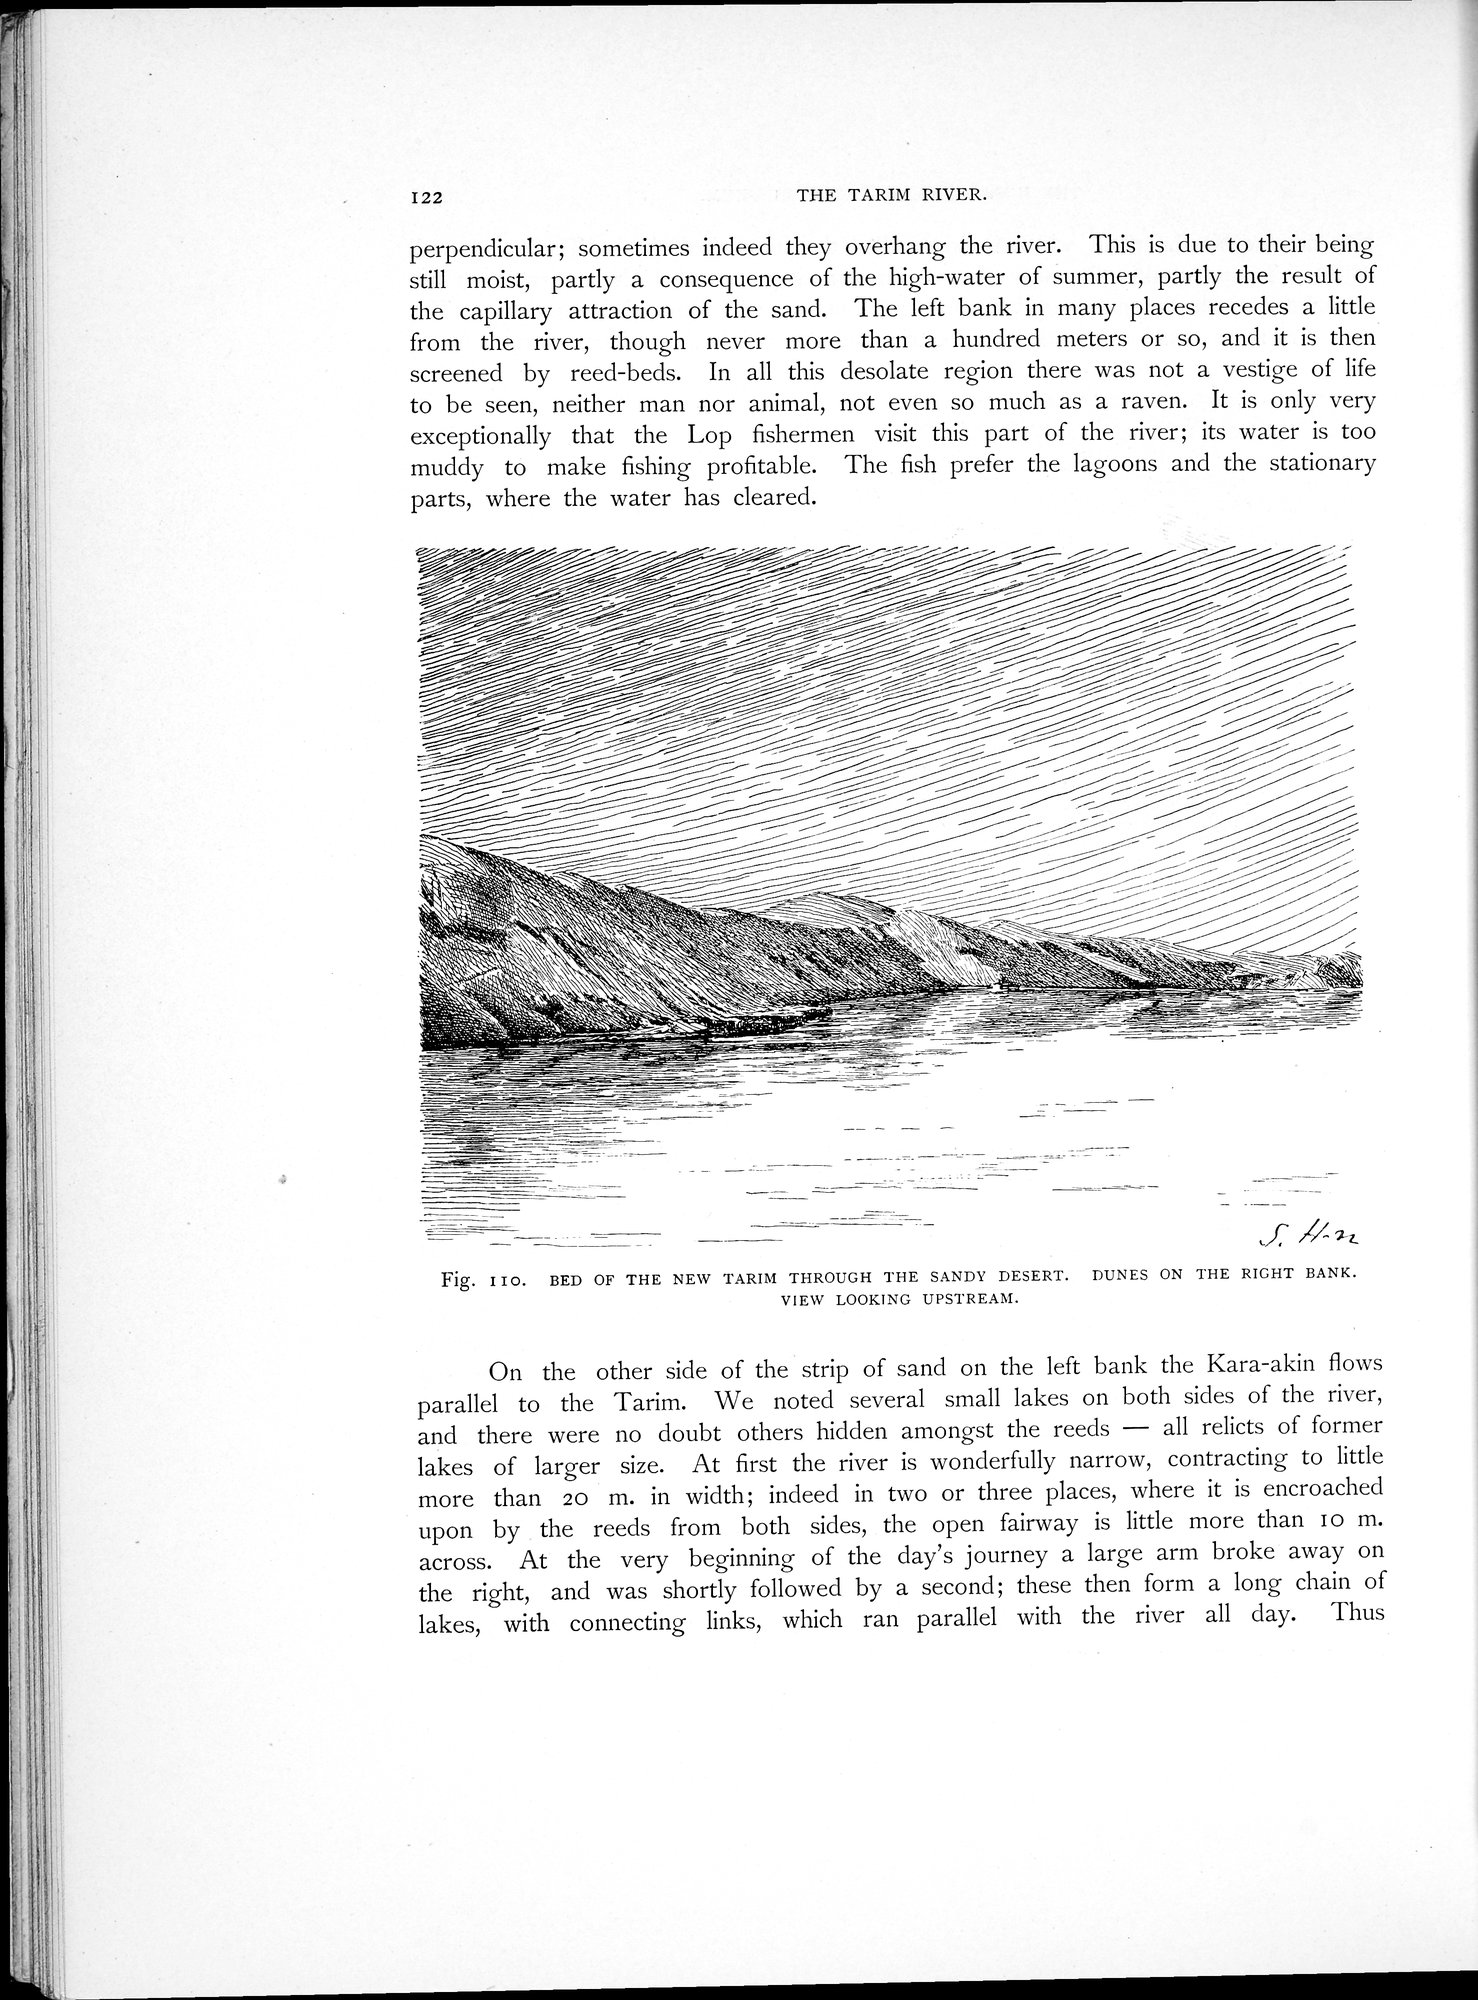 122
THE TARIM RIVER.
perpendicular; sometimes indeed they overhang the river. This is due to their being
still moist, partly a consequence of the high-water of summer, partly the result of
the capillary attraction of the sand. The left bank in many places recedes a little
from the river, though never more than a hundred meters or so, and it is then
screened by reed-beds. In all this desolate region there was not a vestige of life
to be seen, neither man nor animal, not even so much as a raven. It is only very
exceptionally that the Lop fishermen visit this part of the river; its water is too
muddy to make fishing profitable. The fish prefer the lagoons and the stationary
parts, where the water has cleared.
S. H-n
Fig. 110. BED OF THE NEW TARIM THROUGH THE SANDY DESERT. DUNES ON THE RIGHT BANK.
VIEW LOOKING UPSTREAM.
On the other side of the strip of sand on the left bank the Kara-akin flows
parallel to the Tarim. We noted several small lakes on both sides of the river,
and there were no doubt others hidden amongst the reeds — all relicts of former
lakes of larger size. At first the river is wonderfully narrow, contracting to little
more than 20 m. in width; indeed in two or three places, where it is encroached
upon by the reeds from both sides, the open fairway is little more than 10 m.
across. At the very beginning of the day's journey a large arm broke away on
the right, and was shortly followed by a second; these then form a long chain of
lakes, with connecting links, which ran parallel with the river all day. Thus